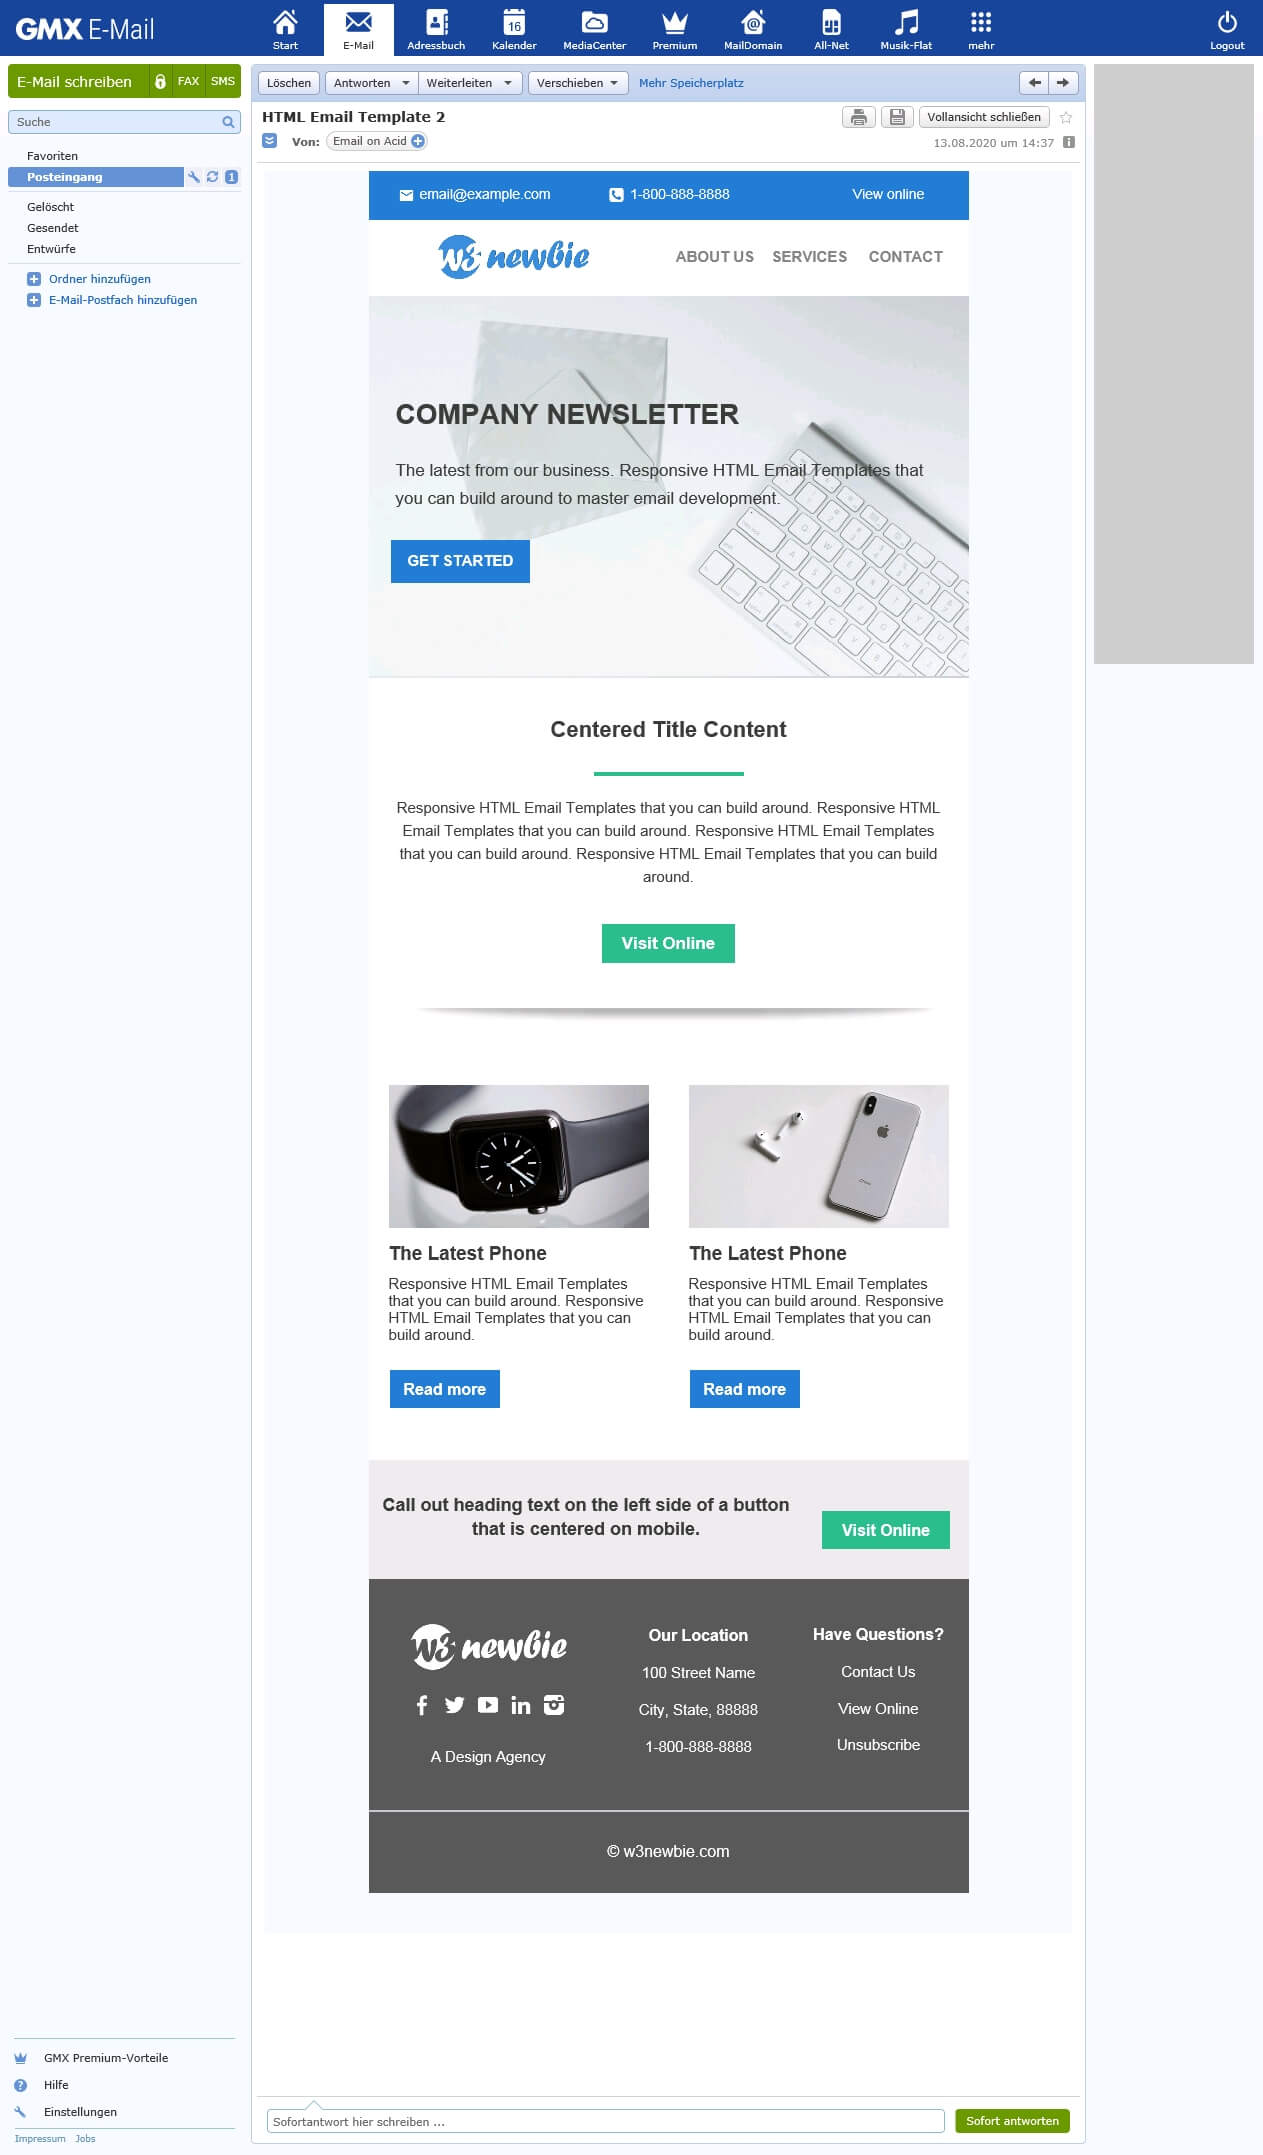 GMX E-Mail
Start
E-Mail
Adressbuch
16
Kalender
MediaCenter
Premium
MailDomain
All-Net
Musik-Flat
mehr
Logout
E-Mail schreiben
FAX
SMS
Suche
Favoriten
Posteingang
1
Gelöscht
Gesendet
Entwürfe
Ordner hinzufügen
E-Mail-Postfach hinzufügen
Löschen
Antworten
Weiterleiten
Verschieben
Mehr Speicherplatz
HTML Email Template 2
Vollansicht schließen
Von: Email on Acid
13.08.2020 um 14:37
email@example.com
1-800-888-8888
View online
w3 newbie
ABOUT US
SERVICES
CONTACT
COMPANY NEWSLETTER
The latest from our business. Responsive HTML Email Templates that
you can build around to master email development.
GET STARTED
Centered Title Content
Responsive HTML Email Templates that you can build around. Responsive HTML
Email Templates that you can build around. Responsive HTML Email Templates
that you can build around. Responsive HTML Email Templates that you can build
around.
Visit Online
The Latest Phone
Responsive HTML Email Templates
that you can build around. Responsive
HTML Email Templates that you can
build around.
Read more
The Latest Phone
Responsive HTML Email Templates
that you can build around. Responsive
HTML Email Templates that you can
build around.
Read more
Call out heading text on the left side of a button
that is centered on mobile.
Visit Online
w3 newbie
A Design Agency
Our Location
100 Street Name
City, State, 88888
1-800-888-8888
Have Questions?
Contact Us
View Online
Unsubscribe
© w3newbie.com
GMX Premium-Vorteile
Hilfe
Einstellungen
Impressum
Jobs
Sofortantwort hier schreiben ...
Sofort antworten